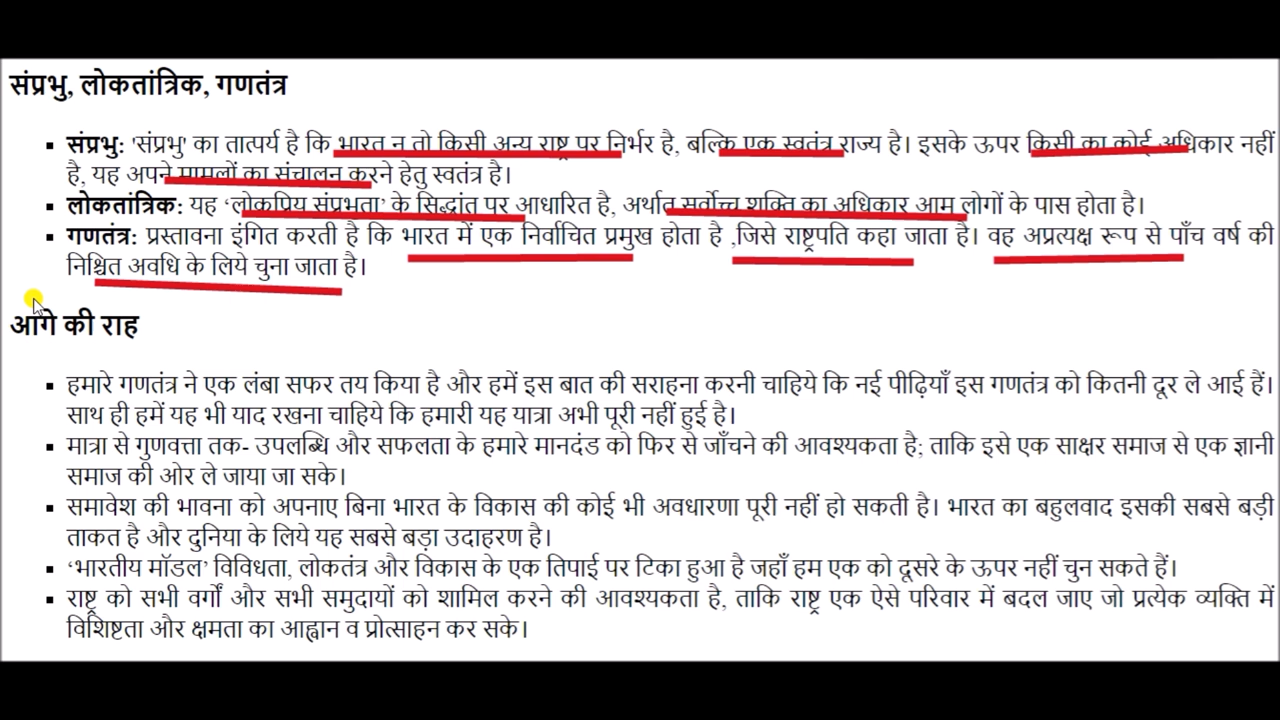 संप्रभु, लोकतांत्रिक, गणतंत्र
▪ संप्रभु: 'संप्रभु' का तात्पर्य है कि भारत न तो किसी अन्य राष्ट्र पर निर्भर है, बल्कि एक स्वतंत्र राज्य है। इसके ऊपर किसी का कोई अधिकार नहीं
है, यह अपने मामलों का संचालन करने हेतु स्वतंत्र है।
▪ लोकतांत्रिक: यह ‘लोकप्रिय संप्रभुता’ के सिद्धांत पर आधारित है, अर्थात सर्वोच्च शक्ति का अधिकार आम लोगों के पास होता है।
▪ गणतंत्र: प्रस्तावना इंगित करती है कि भारत में एक निर्वाचित प्रमुख होता है ,जिसे राष्ट्रपति कहा जाता है। वह अप्रत्यक्ष रूप से पाँच वर्ष की
निश्चित अवधि के लिये चुना जाता है।
आगे की राह
▪ हमारे गणतंत्र ने एक लंबा सफर तय किया है और हमें इस बात की सराहना करनी चाहिये कि नई पीढ़ियाँ इस गणतंत्र को कितनी दूर ले आई हैं।
साथ ही हमें यह भी याद रखना चाहिये कि हमारी यह यात्रा अभी पूरी नहीं हुई है।
▪ मात्रा से गुणवत्ता तक- उपलब्धि और सफलता के हमारे मानदंड को फिर से जाँचने की आवश्यकता है; ताकि इसे एक साक्षर समाज से एक ज्ञानी
समाज की ओर ले जाया जा सके।
▪ समावेश की भावना को अपनाए बिना भारत के विकास की कोई भी अवधारणा पूरी नहीं हो सकती है। भारत का बहुलवाद इसकी सबसे बड़ी
ताकत है और दुनिया के लिये यह सबसे बड़ा उदाहरण है।
▪ ‘भारतीय मॉडल’ विविधता, लोकतंत्र और विकास के एक तिपाई पर टिका हुआ है जहाँ हम एक को दूसरे के ऊपर नहीं चुन सकते हैं।
▪ राष्ट्र को सभी वर्गों और सभी समुदायों को शामिल करने की आवश्यकता है, ताकि राष्ट्र एक ऐसे परिवार में बदल जाए जो प्रत्येक व्यक्ति में
विशिष्टता और क्षमता का आह्वान व प्रोत्साहन कर सके।